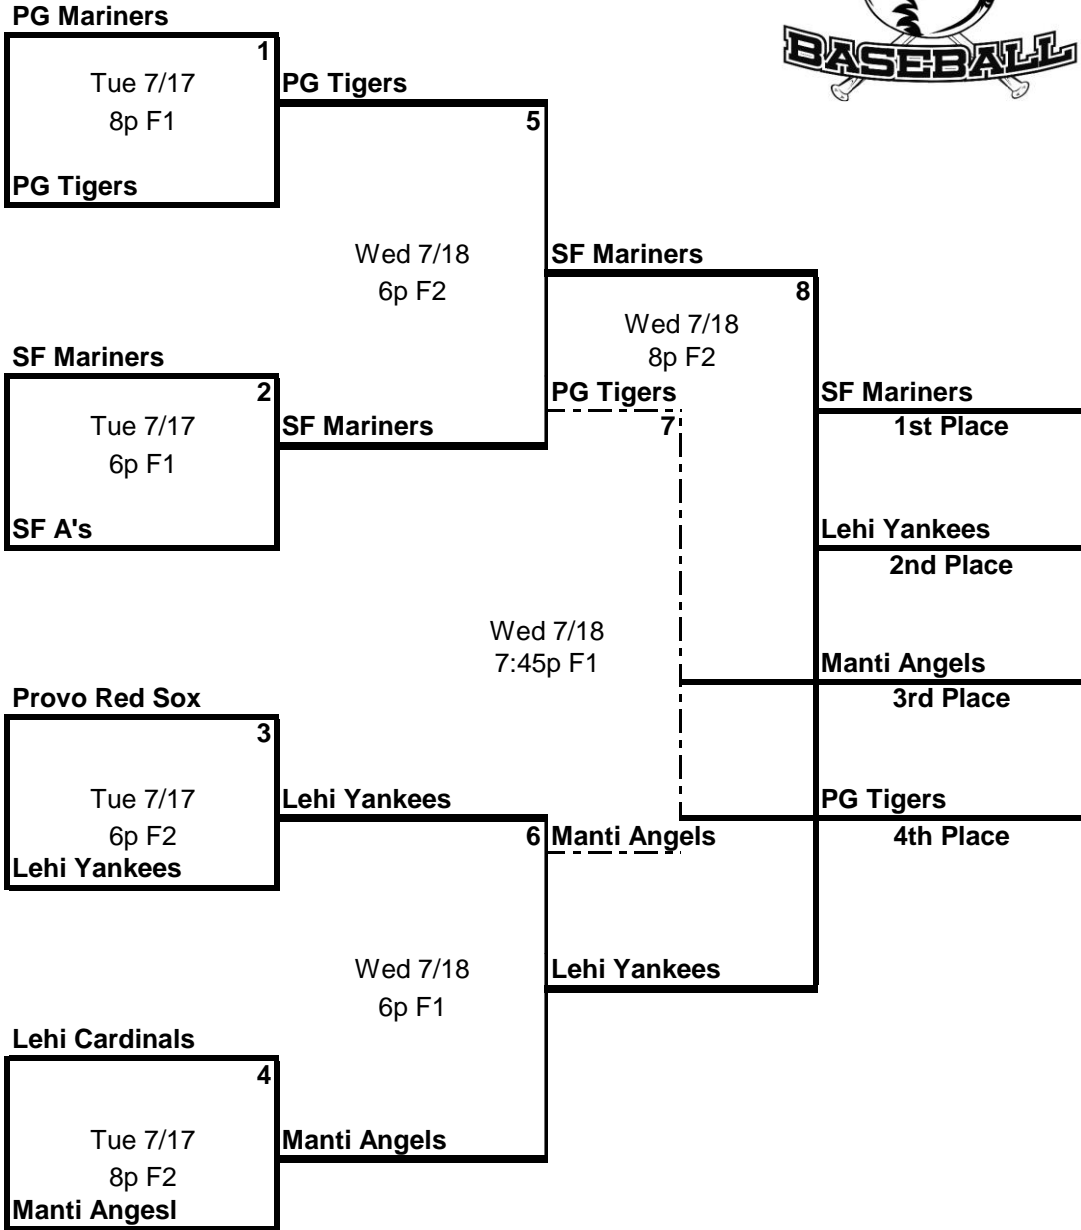 PG Mariners
BASEBALL
1
Tue 7/17
PG Tigers
8p F1
5
PG Tigers
Wed 7/18
SF Mariners
6p F2
8
Wed 7/18
SF Mariners
8p F2
2
PG Tigers
SF Mariners
Tue 7/17
SF Mariners
7
1st Place
6p F1
SF A's
Lehi Yankees
2nd Place
Wed 7/18
7:45p F1
Manti Angels
Provo Red Sox
3rd Place
3
Tue 7/17
Lehi Yankees
PG Tigers
6p F2
6
Manti Angels
4th Place
Lehi Yankees
Wed 7/18
Lehi Yankees
6p F1
Lehi Cardinals
4
Tue 7/17
Manti Angels
8p F2
Manti Angesl